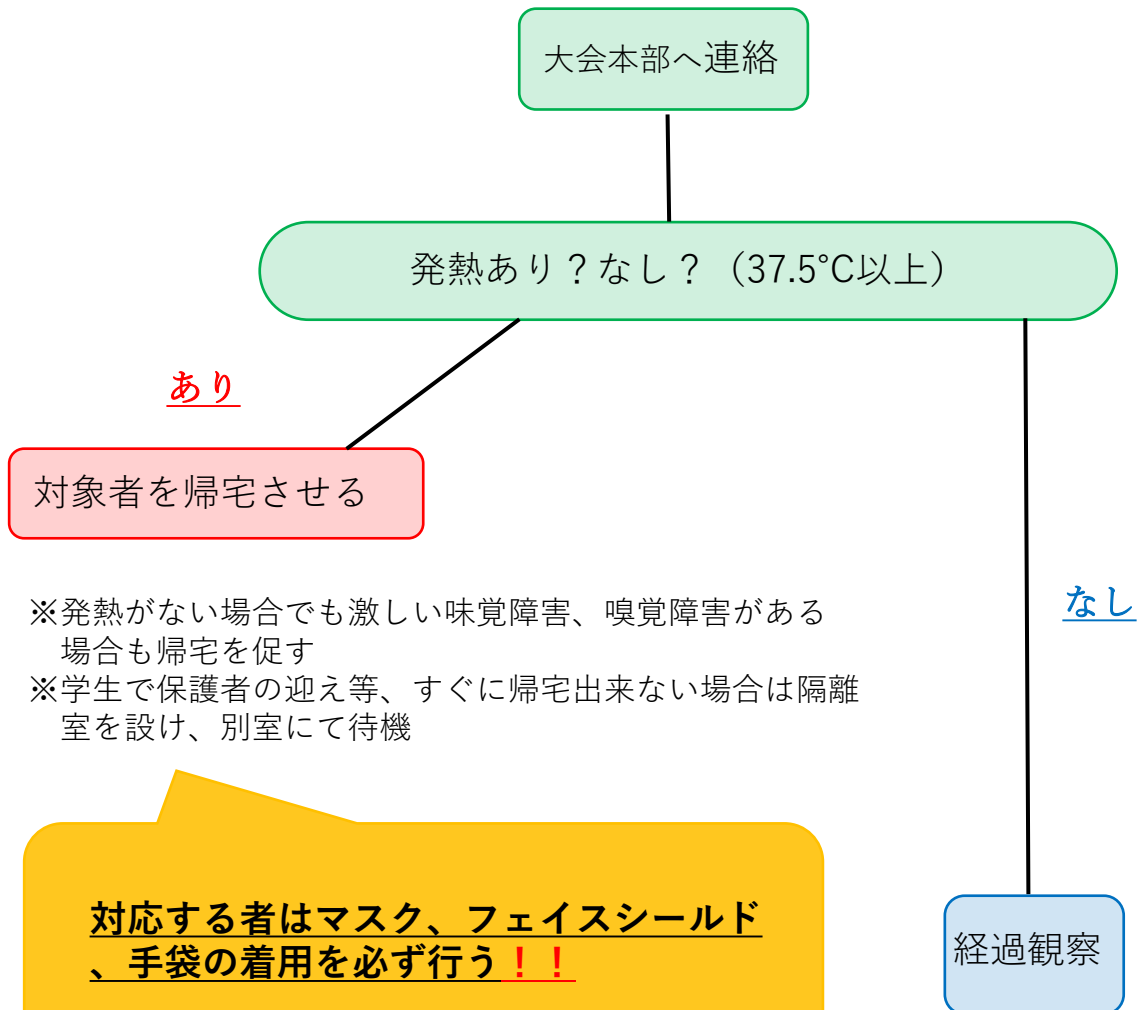 大会本部へ連絡
発熱あり？なし？（37.5°C以上）
あり
対象者を帰宅させる
※発熱がない場合でも激しい味覚障害、嗅覚障害がある
場合も帰宅を促す
※学生で保護者の迎え等、すぐに帰宅出来ない場合は隔離
室を設け、別室にて待機
なし
対応する者はマスク、フェイスシールド
、手袋の着用を必ず行う！！
経過観察